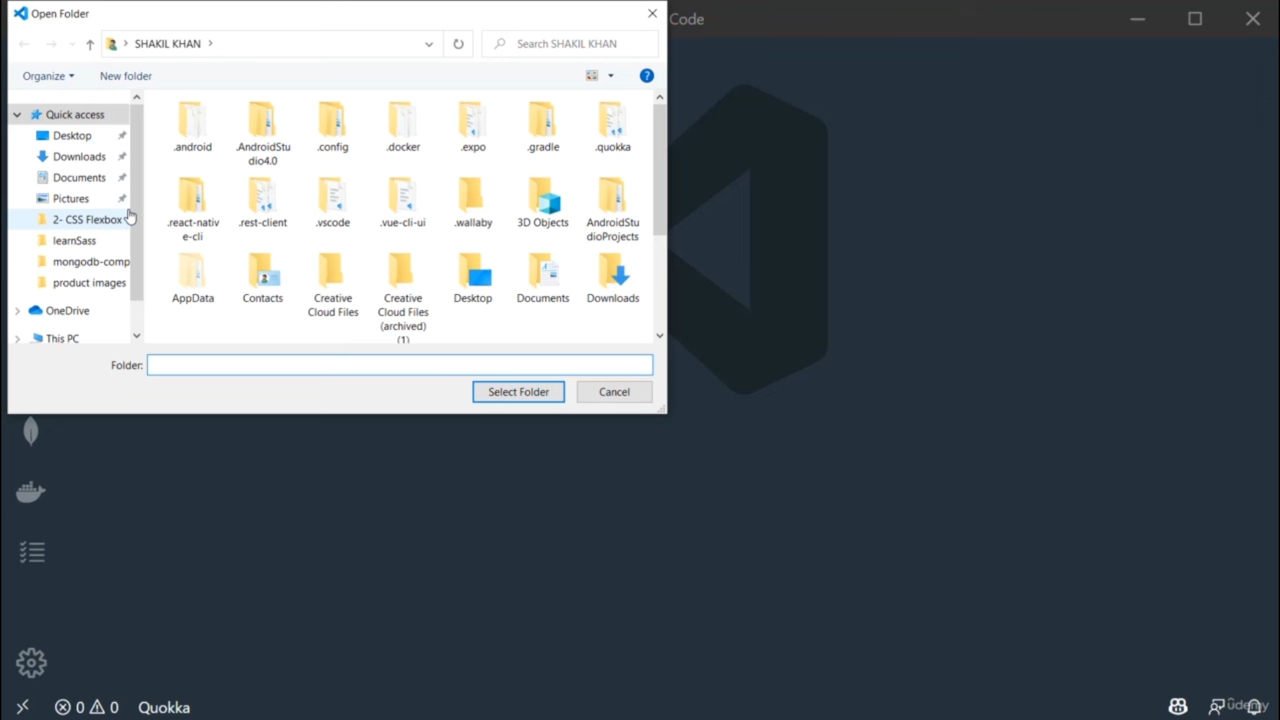 Open Folder
Code
SHAKIL KHAN
Search SHAKIL KHAN
Organize
New folder
Quick access
Desktop
Downloads
Documents
Pictures
2- CSS Flexbox
learnSass
mongodb-comp
product images
OneDrive
This PC
.android
.AndroidStu
dio4.0
.config
.docker
.expo
.gradle
.quokka
.react-nativ
e-cli
.rest-client
.vscode
.vue-cli-ui
.wallaby
3D Objects
AndroidStu
dioProjects
AppData
Contacts
Creative
Cloud Files
Creative
Cloud Files
(archived)
(1)
Desktop
Documents
Downloads
Folder:
Select Folder
Cancel
0 0 Quokka
ûdemy